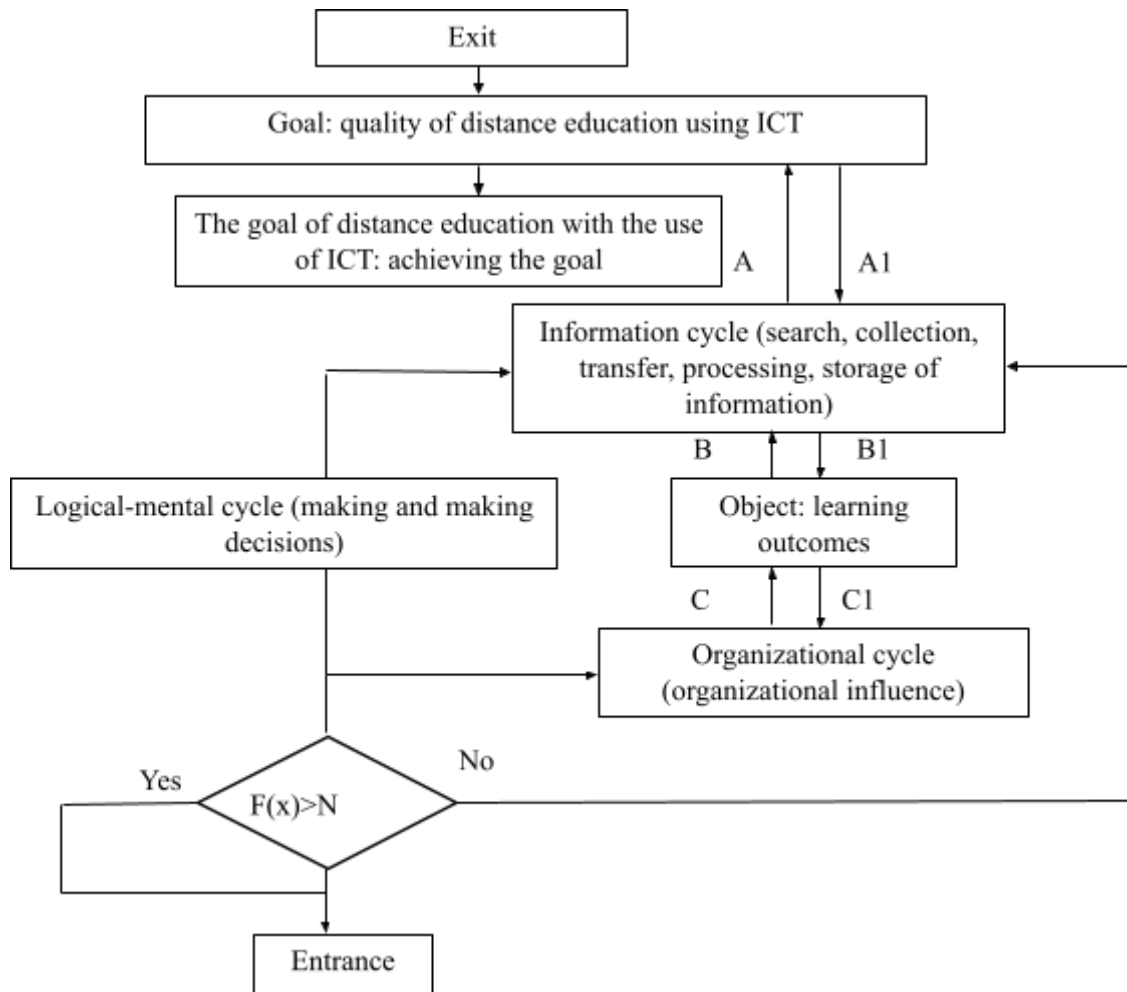 Exit
Goal: quality of distance education using ICT
The goal of distance education with the use
of ICT: achieving the goal
A
A1
Information cycle (search, collection,
transfer, processing, storage of
information)
B
B1
Logical-mental cycle (making and making
decisions)
Object: learning
outcomes
C
C1
Organizational cycle
(organizational influence)
Yes
No
F(x)>N
Entrance